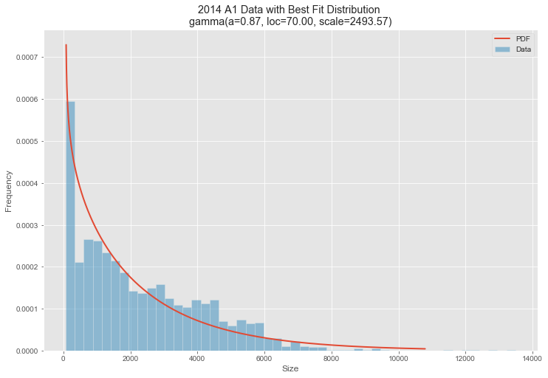 2014 A1 Data with Best Fit Distribution
gamma(a=0.87, loc=70.00, scale=2493.57)
PDF
Data
0.0007
0.0006
0.0005
0.0004
0.0003
0.0002
0.0001
0.0000
Frequency
0
2000
4000
6000
8000
10000
12000
14000
Size